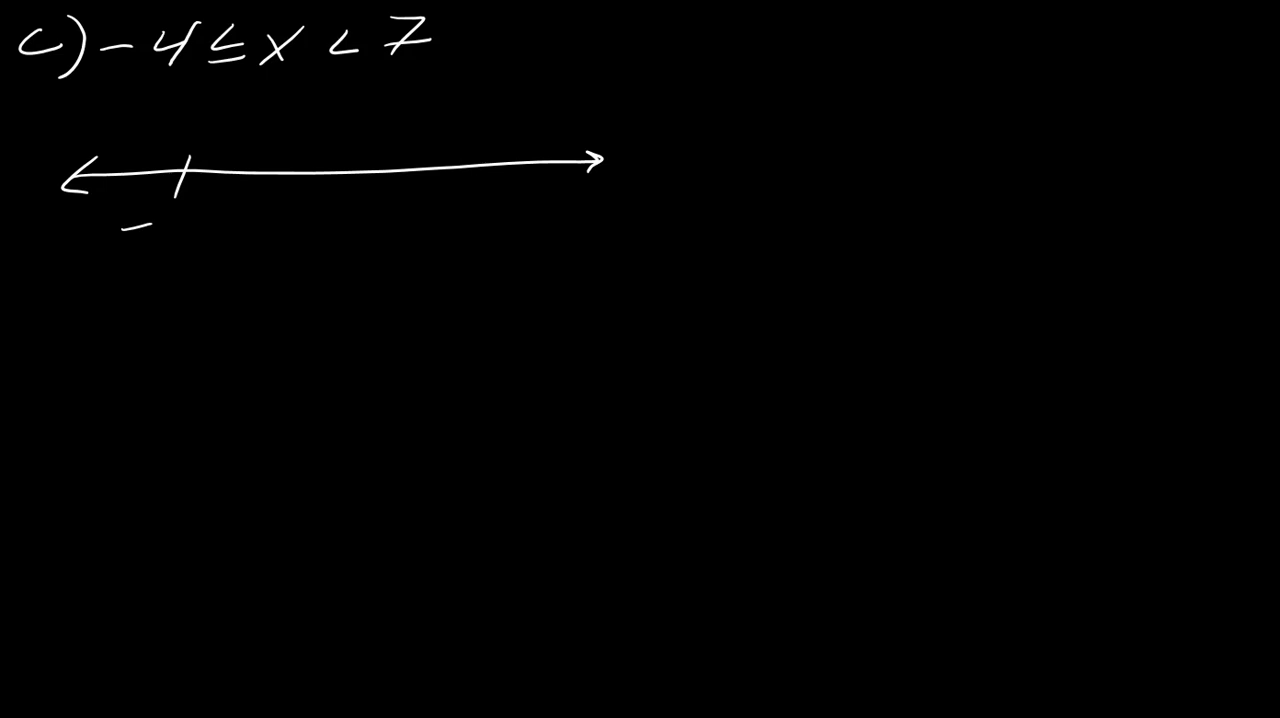 c) -4 ≤ x < 7
-